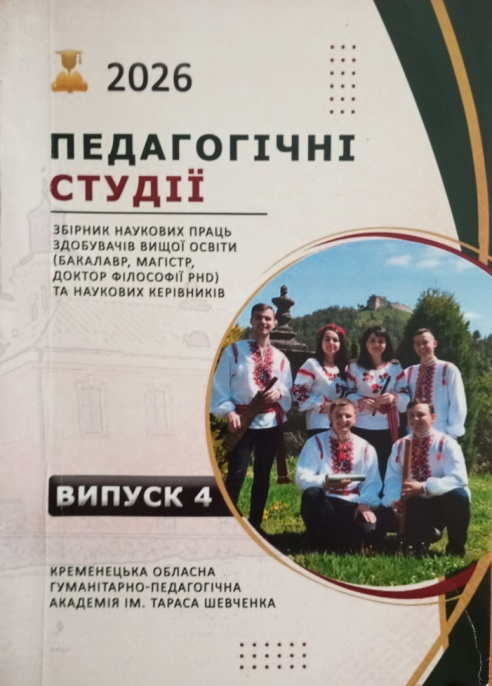 2026
ПЕДАГОГІЧНІ
СТУДІЇ
ЗБІРНИК НАУКОВИХ ПРАЦЬ
ЗДОБУВАЧІВ ВИЩОЇ ОСВІТИ
(БАКАЛАВР, МАГІСТР,
ДОКТОР ФІЛОСОФІЇ PHD)
ТА НАУКОВИХ КЕРІВНИКІВ
ВИПУСК 4
КРЕМЕНЕЦЬКА ОБЛАСНА
ГУМАНІТАРНО-ПЕДАГОГІЧНА
АКАДЕМІЯ ІМ. ТАРАСА ШЕВЧЕНКА